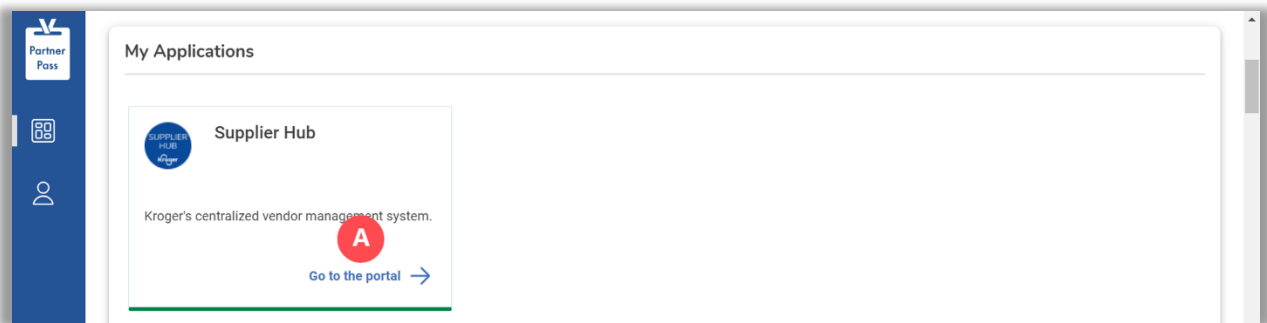 Partner
Pass
My Applications
SUPPLIER
HUB
Kroger
Supplier Hub
Kroger's centralized vendor management system.
A
Go to the portal